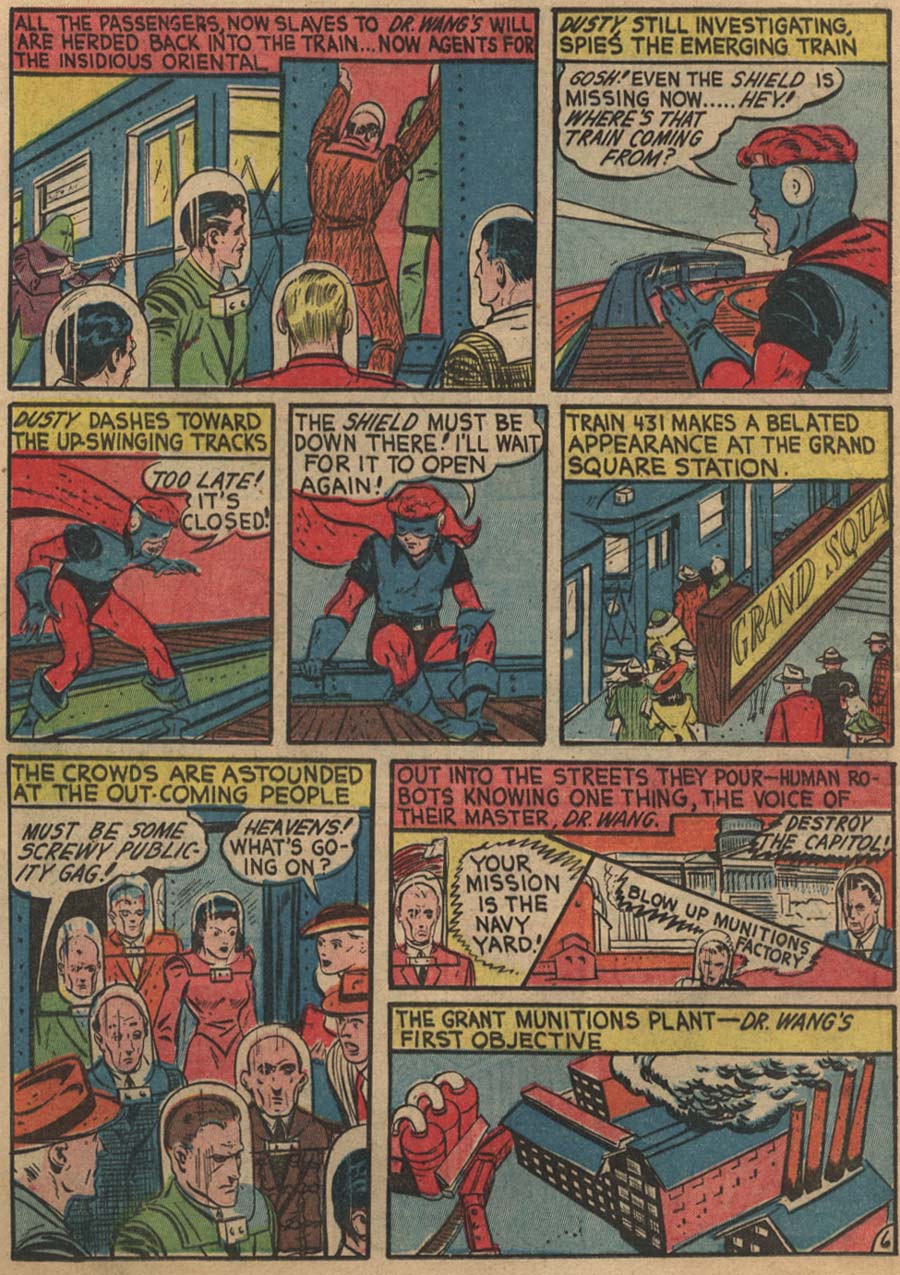 ALL THE PASSENGERS, NOW SLAVES TO DR. WANG'S WILL
ARE HERDED BACK INTO THE TRAIN... NOW AGENTS FOR
THE INSIDIOUS ORIENTAL
DUSTY, STILL INVESTIGATING,
SPIES THE EMERGING TRAIN
GOSH! EVEN THE SHIELD IS
MISSING NOW..... HEY!
WHERE'S THAT
TRAIN COMING
FROM?
DUSTY DASHES TOWARD
THE UP-SWINGING TRACKS
TOO LATE!
IT'S
CLOSED!
THE SHIELD MUST BE
DOWN THERE! I'LL WAIT
FOR IT TO OPEN
AGAIN!
TRAIN 431 MAKES A BELATED
APPEARANCE AT THE GRAND
SQUARE STATION.
GRAND SQUA
THE CROWDS ARE ASTOUNDED
AT THE OUT-COMING PEOPLE
MUST BE SOME
SCREWY PUBLIC-
ITY GAG!
HEAVENS!
WHAT'S GO-
ING ON?
OUT INTO THE STREETS THEY POUR—HUMAN RO-
BOTS KNOWING ONE THING, THE VOICE OF
THEIR MASTER, DR. WANG.
YOUR
MISSION
IS THE
NAVY
YARD!
BLOW UP MUNITIONS
FACTORY
DESTROY
THE CAPITOL!
THE GRANT MUNITIONS PLANT—DR. WANG'S
FIRST OBJECTIVE
6